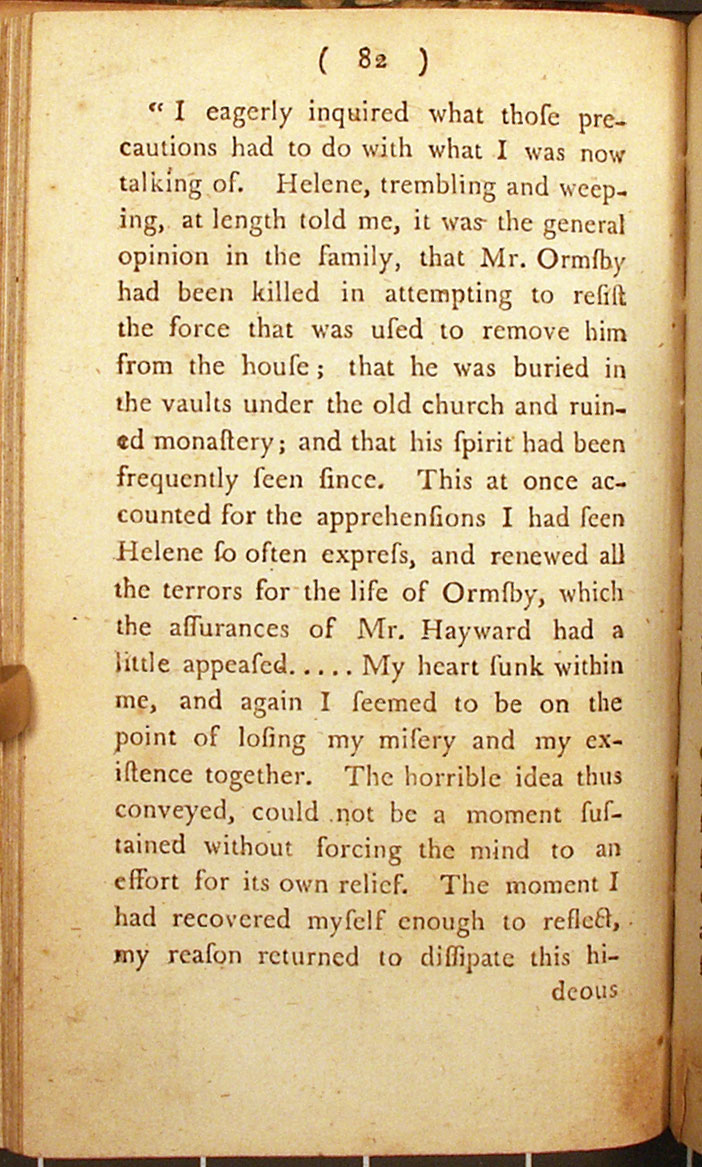 ( 82 )
“ I eagerly inquired what thoſe pre-
cautions had to do with what I was now
talking of. Helene, trembling and weep-
ing, at length told me, it was the general
opinion in the family, that Mr. Ormſby
had been killed in attempting to reſiſt
the force that was uſed to remove him
from the houſe; that he was buried in
the vaults under the old church and ruin-
ed monaſtery; and that his ſpirit had been
frequently ſeen ſince. This at once ac-
counted for the apprehenſions I had ſeen
Helene ſo often expreſs, and renewed all
the terrors for the life of Ormſby, which
the aſſurances of Mr. Hayward had a
little appeaſed..... My heart ſunk within
me, and again I ſeemed to be on the
point of loſing my miſery and my ex-
iſtence together. The horrible idea thus
conveyed, could not be a moment ſuſ-
tained without forcing the mind to an
effort for its own relief. The moment I
had recovered myſelf enough to reflect,
my reaſon returned to diſſipate this hi-
deous